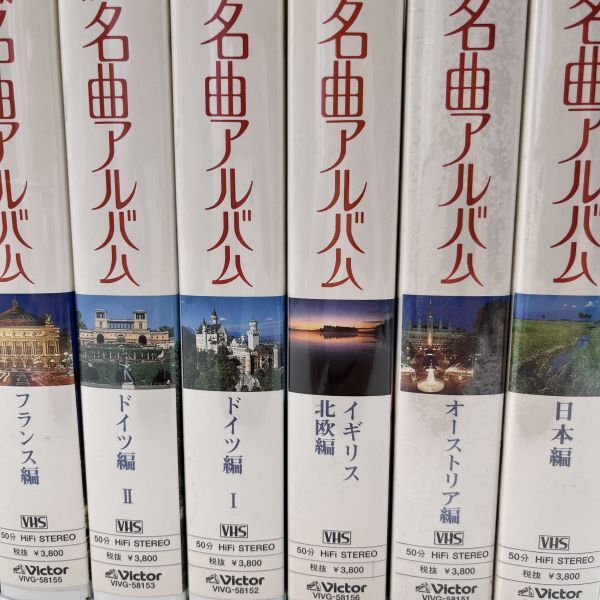 名曲アルバム
フランス編
VHS
50分 HiFi STEREO
税抜 ¥3,800
Victor
VIVG-58155
名曲アルバム
ドイツ編 II
VHS
50分 HiFi STEREO
税抜 ¥3,800
Victor
VIVG-58153
名曲アルバム
ドイツ編 I
VHS
50分 HiFi STEREO
税抜 ¥3,800
Victor
VIVG-58152
名曲アルバム
イギリス
北欧編
VHS
50分 HiFi STEREO
税抜 ¥3,800
Victor
VIVG-58156
名曲アルバム
オーストリア編
VHS
50分 HiFi STEREO
税抜 ¥3,800
Victor
VIVG-58151
名曲アルバム
日本編
VHS
50分 HiFi STEREO
税抜 ¥3,800
Victor